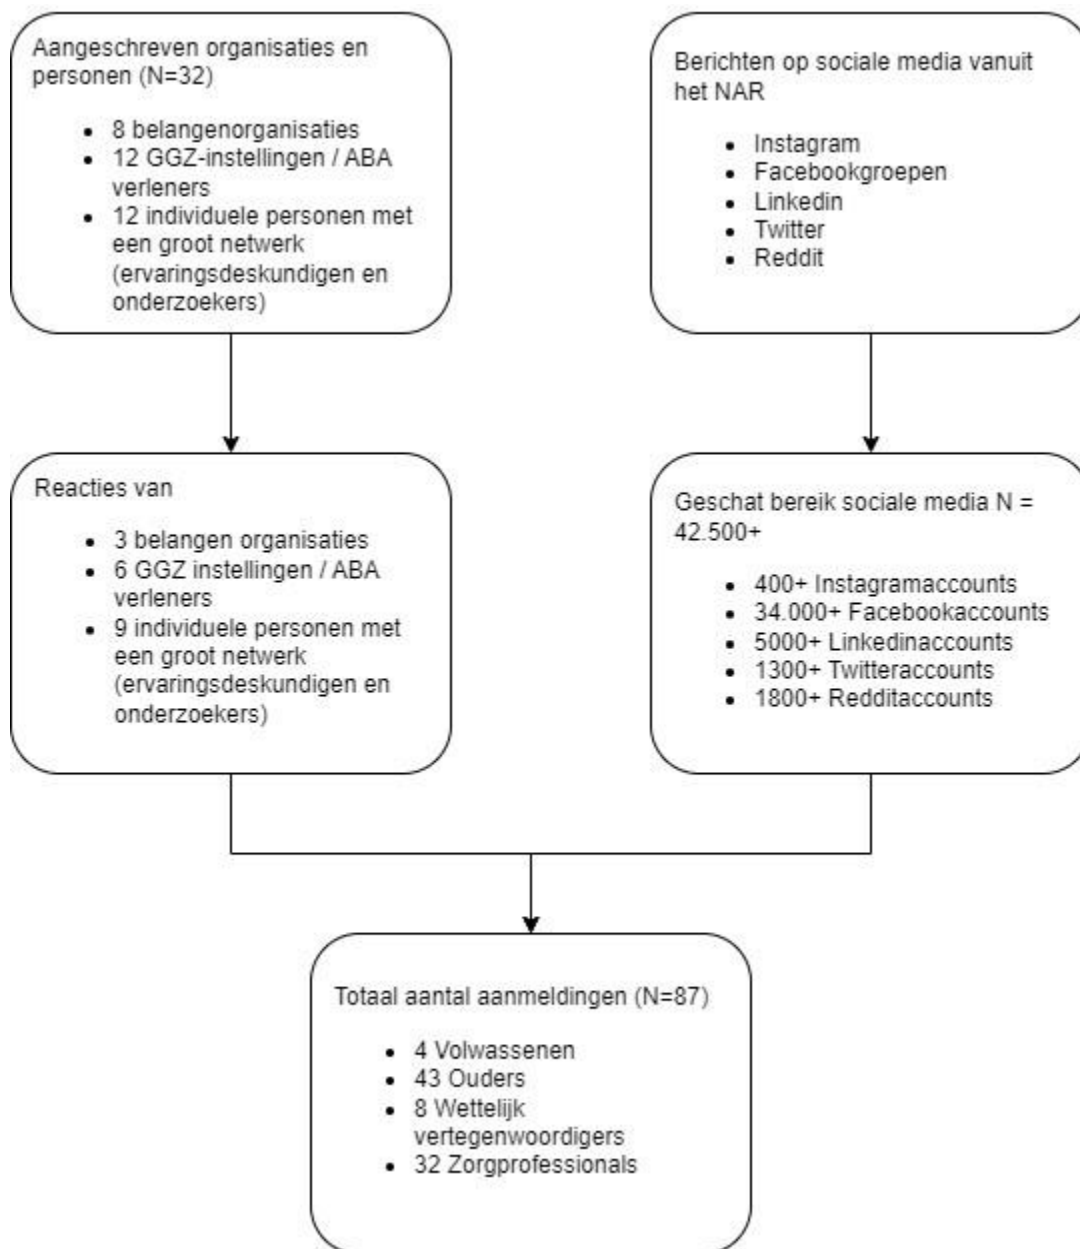 Aangeschreven organisaties en
personen (N=32)
• 8 belangenorganisaties
• 12 GGZ-instellingen / ABA
verleners
• 12 individuele personen met
een groot netwerk
(ervaringsdeskundigen en
onderzoekers)
Berichten op sociale media vanuit
het NAR
• Instagram
• Facebookgroepen
• Linkedin
• Twitter
• Reddit
Reacties van
• 3 belangen organisaties
• 6 GGZ instellingen / ABA
verleners
• 9 individuele personen met
een groot netwerk
(ervaringsdeskundigen en
onderzoekers)
Geschat bereik sociale media N =
42.500+
• 400+ Instagramaccounts
• 34.000+ Facebookaccounts
• 5000+ Linkedinaccounts
• 1300+ Twitteraccounts
• 1800+ Redditaccounts
Totaal aantal aanmeldingen (N=87)
• 4 Volwassenen
• 43 Ouders
• 8 Wettelijk
vertegenwoordigers
• 32 Zorgprofessionals